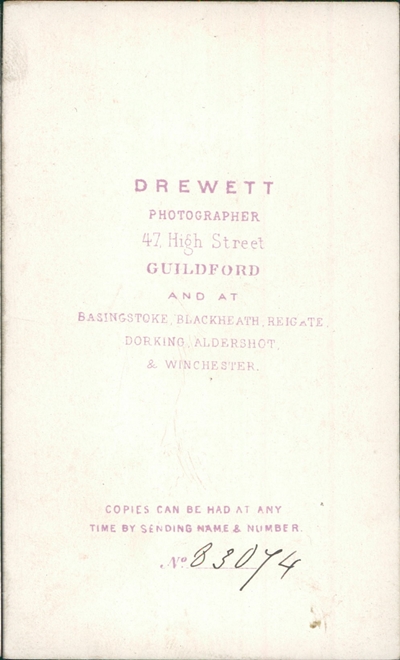 DREWETT
PHOTOGRAPHER
47, High Street
GUILDFORD
AND AT
BASINGSTOKE, BLACKHEATH, REIGATE,
DORKING, ALDERSHOT,
& WINCHESTER.
COPIES CAN BE HAD AT ANY
TIME BY SENDING NAME & NUMBER.
No 83074